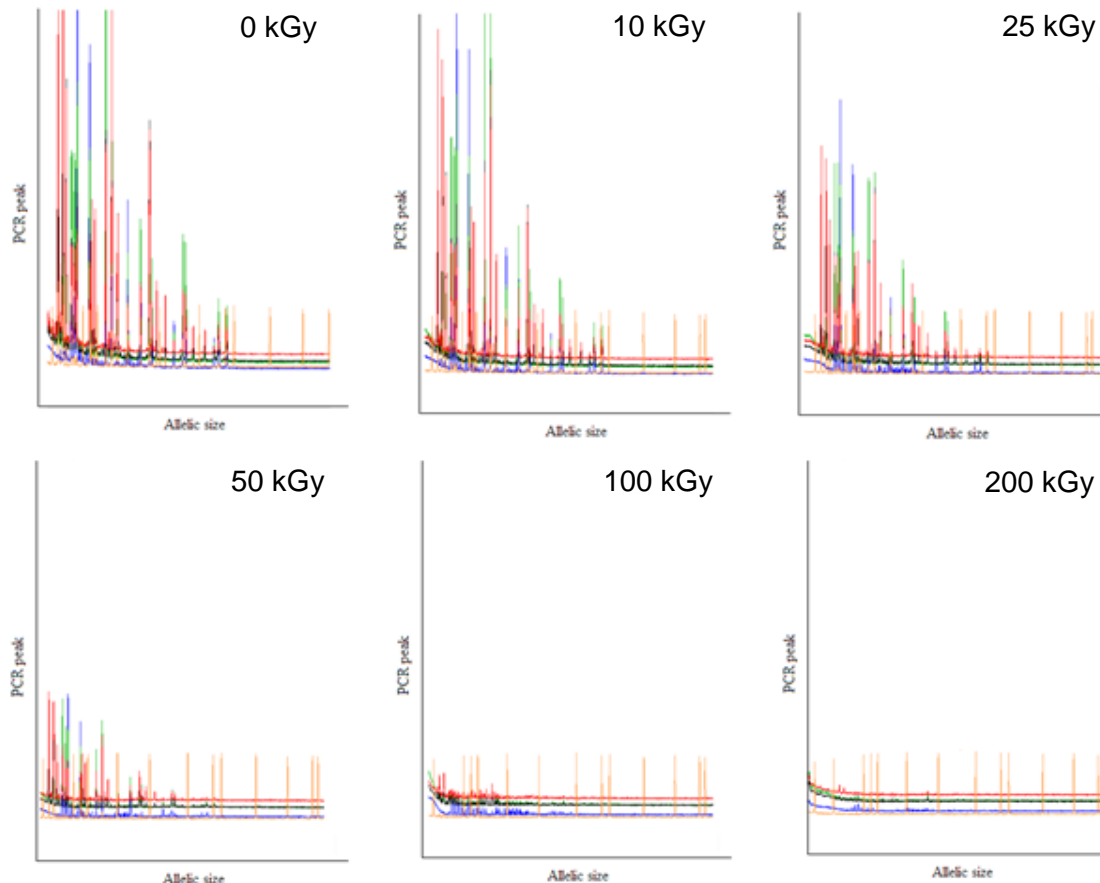 0 kGy
PCR peak
Allelic size
10 kGy
PCR peak
Allelic size
25 kGy
PCR peak
Allelic size
50 kGy
PCR peak
Allelic size
100 kGy
PCR peak
Allelic size
200 kGy
PCR peak
Allelic size